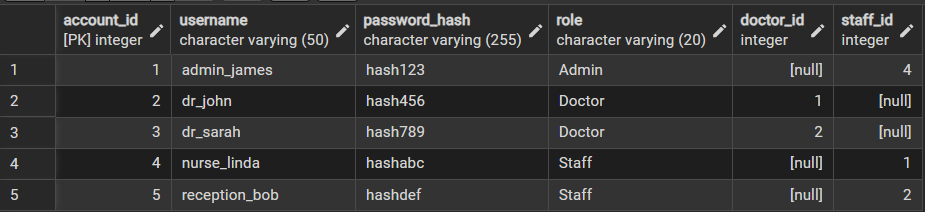 account_id username password_hash role doctor_id staff_id
[PK] integer character varying (50) character varying (255) character varying (20) integer integer
1 1 admin_james hash123 Admin [null] 4
2 2 dr_john hash456 Doctor 1 [null]
3 3 dr_sarah hash789 Doctor 2 [null]
4 4 nurse_linda hashabc Staff [null] 1
5 5 reception_bob hashdef Staff [null] 2